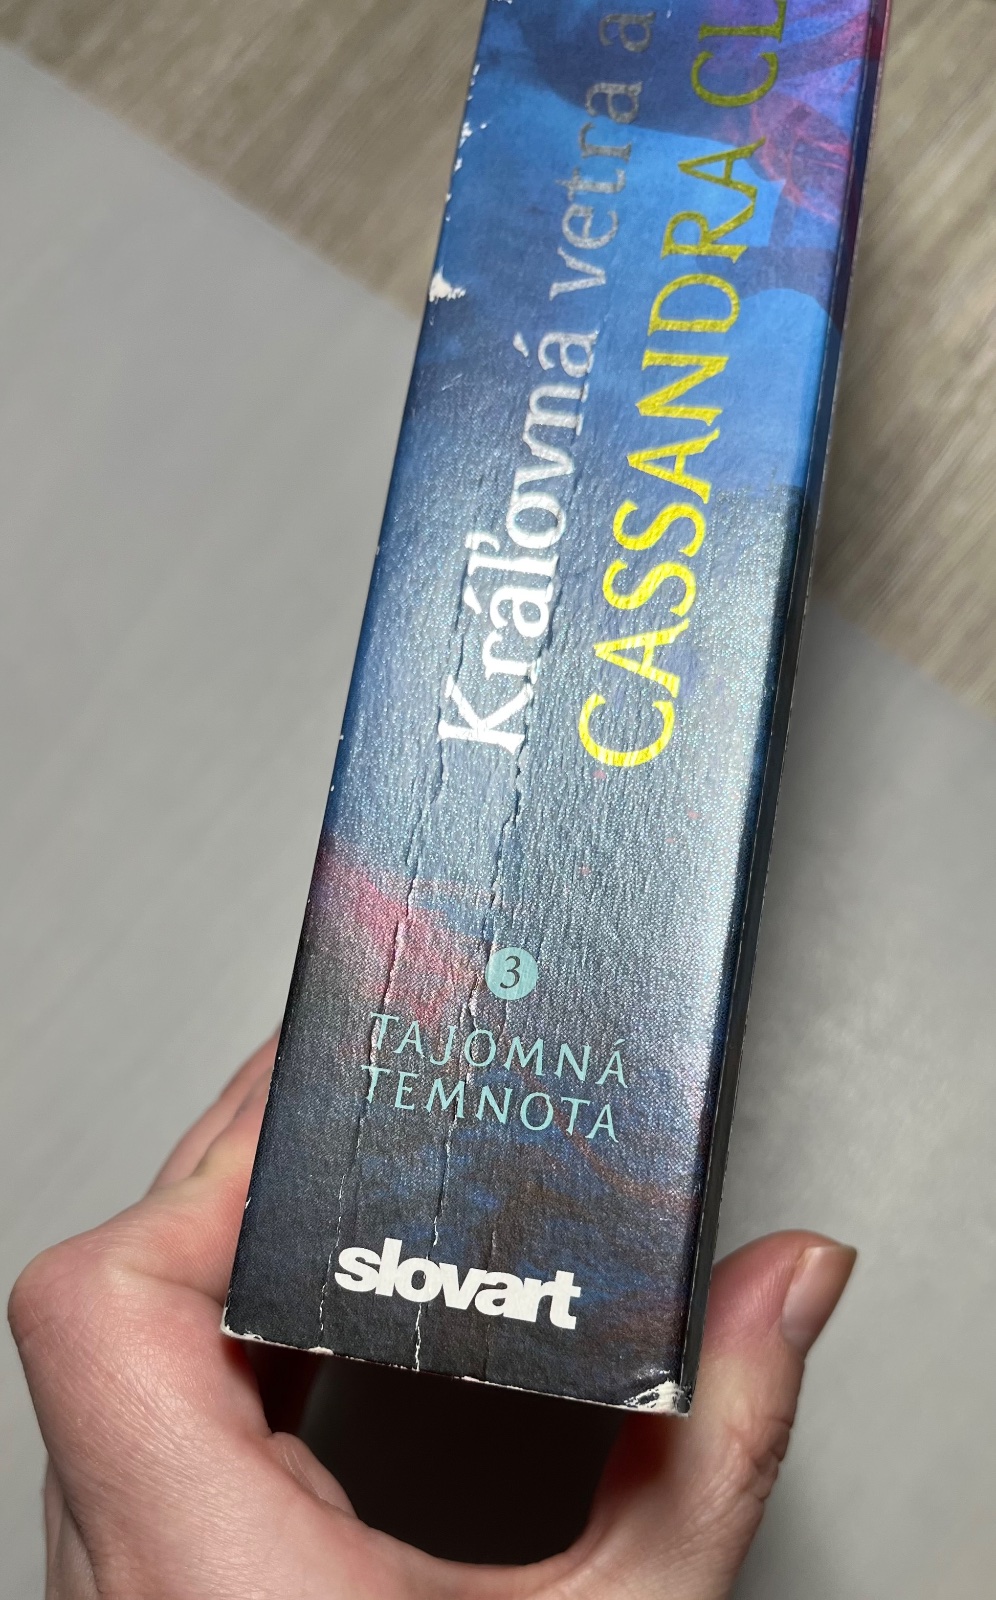 Kráľovná vetra a
CASSANDRA CL
3
TAJOMNÁ
TEMNOTA
slovart